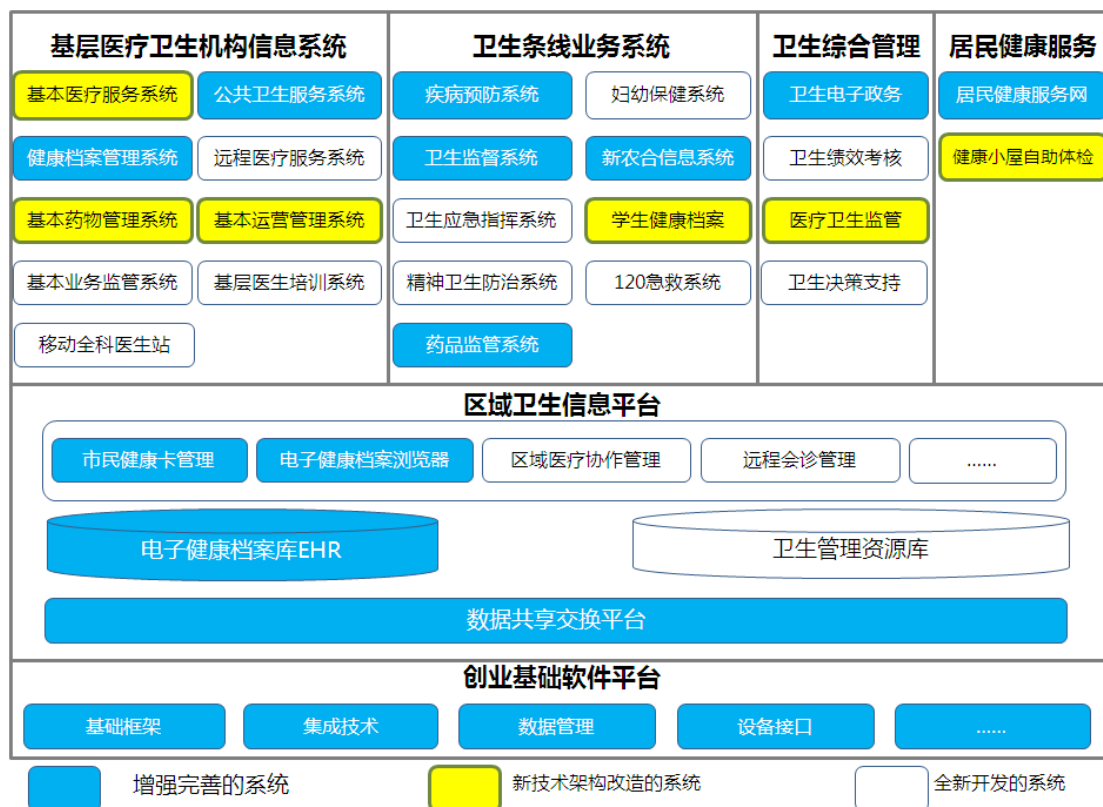 基层医疗卫生机构信息系统
卫生条线业务系统
卫生综合管理
居民健康服务
基本医疗服务系统
公共卫生服务系统
疾病预防系统
妇幼保健系统
卫生电子政务
居民健康服务网
健康档案管理系统
远程医疗服务系统
卫生监督系统
新农合信息系统
卫生绩效考核
健康小屋自助体检
基本药物管理系统
基本运营管理系统
卫生应急指挥系统
学生健康档案
医疗卫生监管
基本业务监管系统
基层医生培训系统
精神卫生防治系统
120急救系统
卫生决策支持
移动全科医生站
药品监管系统
区域卫生信息平台
市民健康卡管理
电子健康档案浏览器
区域医疗协作管理
远程会诊管理
......
电子健康档案库EHR
卫生管理资源库
数据共享交换平台
创业基础软件平台
基础框架
集成技术
数据管理
设备接口
......
增强完善的系统
新技术架构改造的系统
全新开发的系统